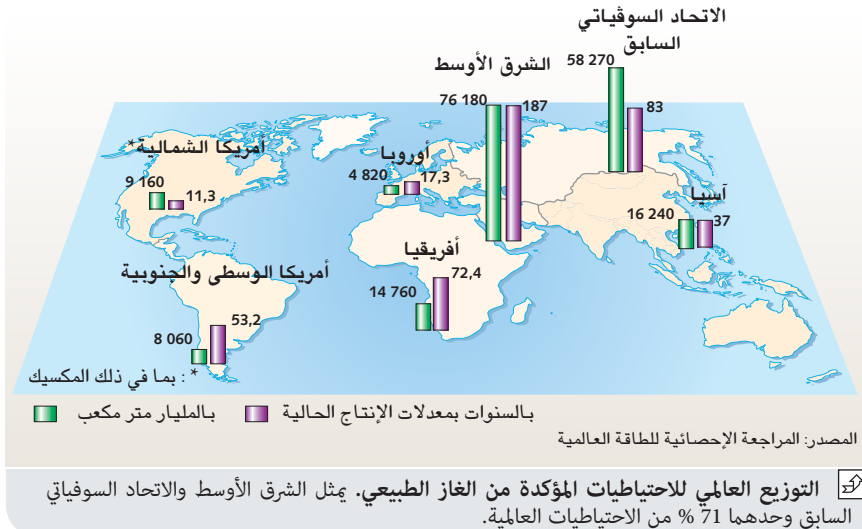 الاتحاد السوڤياتي
السابق
58 270
83
الشرق الأوسط
76 180
187
أمريكا الشمالية*
9 160
11,3
أوروبا
4 820
17,3
آسيا
16 240
37
أفريقيا
72,4
14 760
أمريكا الوسطى والجنوبية
53,2
8 060
* : بما في ذلك المكسيك
بالسنوات بمعدلات الإنتاج الحالية
بالمليار متر مكعب
المصدر: المراجعة الإحصائية للطاقة العالمية
التوزيع العالمي للاحتياطيات المؤكدة من الغاز الطبيعي. يمثل الشرق الأوسط والاتحاد السوفياتي
السابق وحدهما 71 % من الاحتياطيات العالمية.